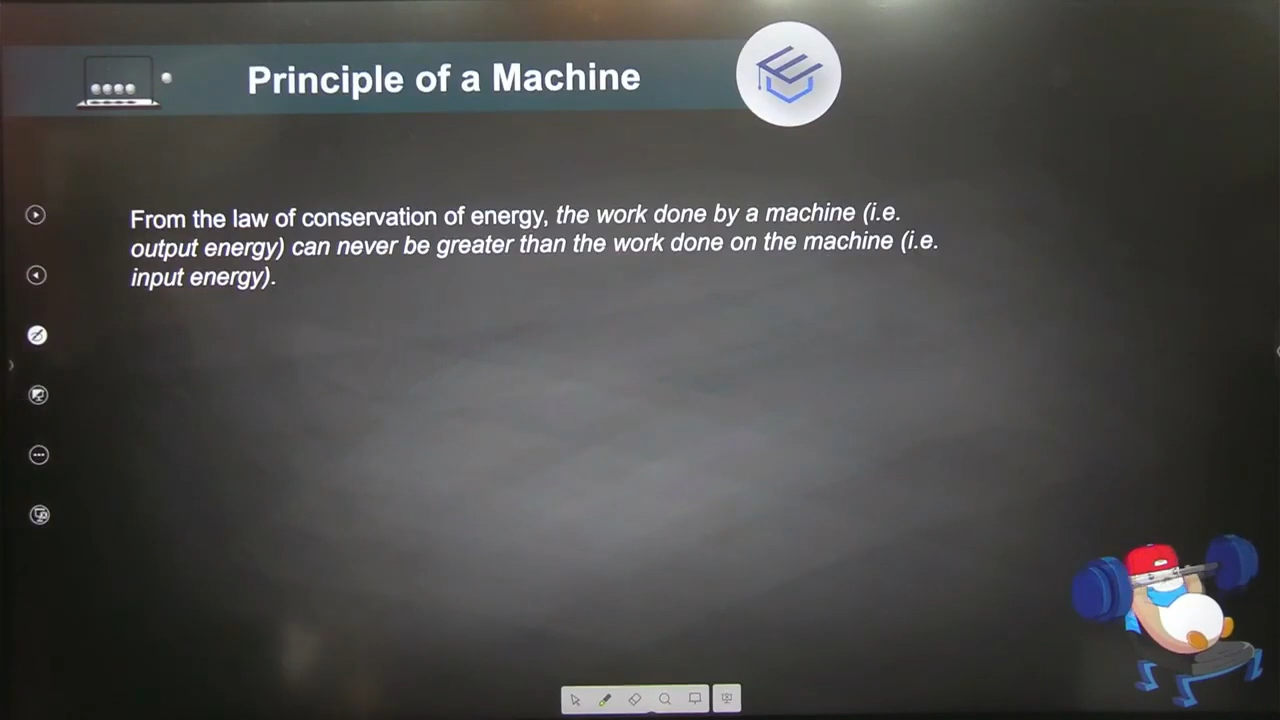 Principle of a Machine
From the law of conservation of energy, the work done by a machine (i.e.
output energy) can never be greater than the work done on the machine (i.e.
input energy).